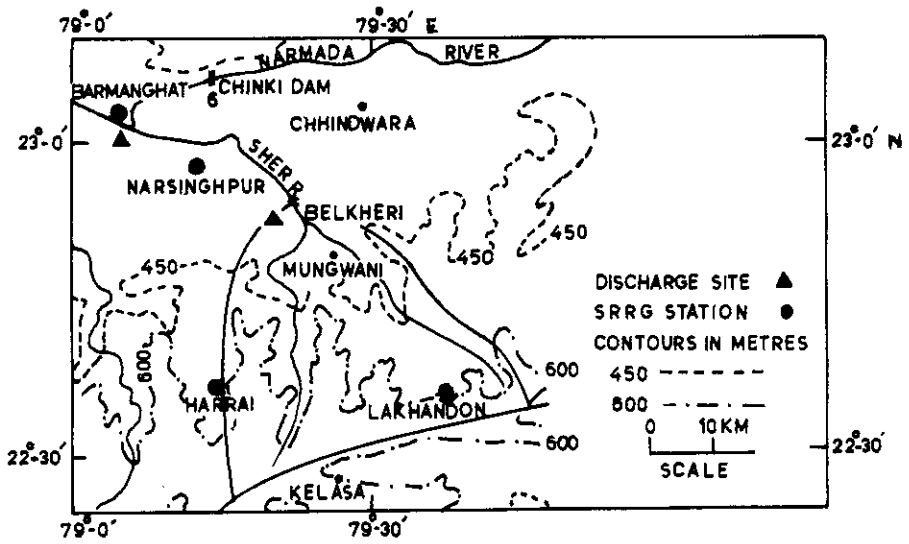 79°-0'
79°-30' E
NARMADA RIVER
BARMANGHAT
6
CHINKI DAM
CHHINDWARA
23°-0'
23°-0' N
SHER R.
NARSINGHPUR
BELKHERI
450
450
450
MUNGWANI
DISCHARGE SITE
SRRG STATION
CONTOURS IN METRES
450
600
600
600
HARRAI
LAKHANDON
600
0 10 KM
SCALE
22°-30'
22°-30'
KELASA
79°-0'
79°-30'